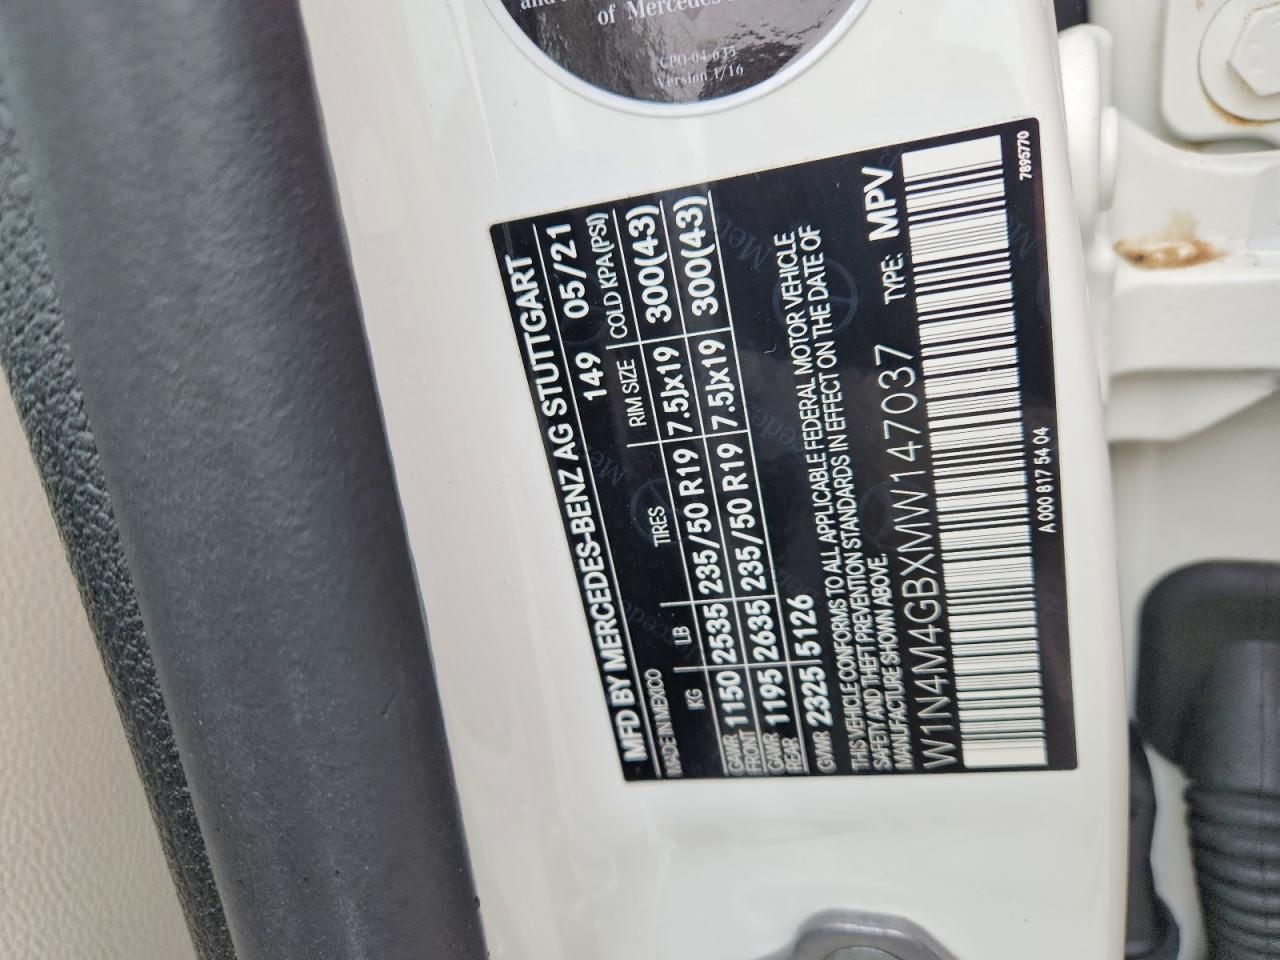 of Mercedes
CPO-04-635
Version 1/16
MFD BY MERCEDES-BENZ AG STUTTGART
MADE IN MEXICO 149 05/21
KG LB TIRES RIM SIZE COLD KPA(PSI)
GAWR FRONT 1150 2535 235/50 R19 7.5Jx19 300(43)
GAWR REAR 1195 2635 235/50 R19 7.5Jx19 300(43)
GVWR 2325 5126
THIS VEHICLE CONFORMS TO ALL APPLICABLE FEDERAL MOTOR VEHICLE
SAFETY AND THEFT PREVENTION STANDARDS IN EFFECT ON THE DATE OF
MANUFACTURE SHOWN ABOVE.
W1N4M4GBXMW147037 TYPE: MPV
A 000 817 54 04
7895770